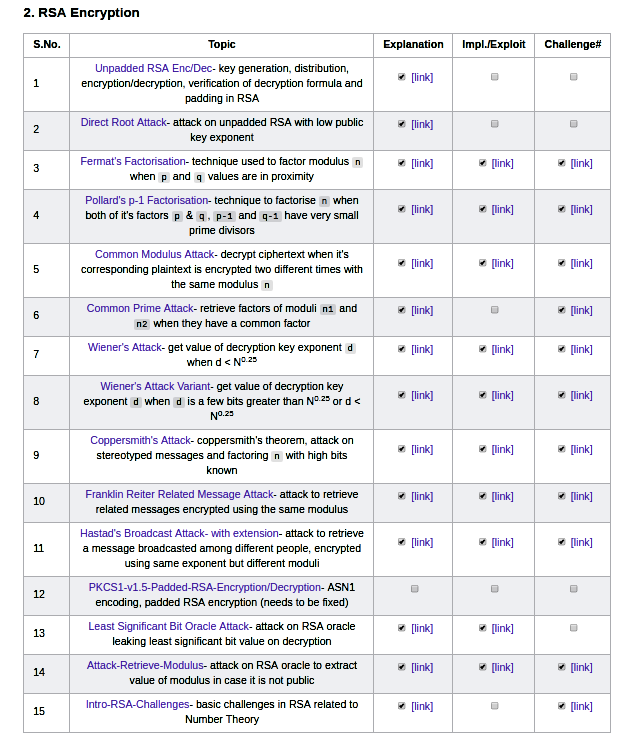 2. RSA Encryption
S.No. Topic Explanation Impl./Exploit Challenge#
Unpadded RSA Enc/Dec- key generation, distribution,
1 encryption/decryption, verification of decryption formula and [link]
padding in RSA
2 Direct Root Attack- attack on unpadded RSA with low public [link]
key exponent
3 Fermat's Factorisation- technique used to factor modulus n [link] [link] [link]
when p and q values are in proximity
Pollard's p-1 Factorisation- technique to factorise n when
4 both of it's factors p & q, p-1 and q-1 have very small [link] [link] [link]
prime divisors
Common Modulus Attack- decrypt ciphertext when it's
5 corresponding plaintext is encrypted two different times with [link] [link] [link]
the same modulus n
6 Common Prime Attack- retrieve factors of moduli n1 and [link] [link]
n2 when they have a common factor
7 Wiener's Attack- get value of decryption key exponent d [link] [link] [link]
when d < N^0.25
Wiener's Attack Variant- get value of decryption key
8 exponent d when d is a few bits greater than N^0.25 or d < [link] [link] [link]
N^0.25
Coppersmith's Attack- coppersmith's theorem, attack on
9 stereotyped messages and factoring n with high bits [link] [link] [link]
known
10 Franklin Reiter Related Message Attack- attack to retrieve [link] [link] [link]
related messages encrypted using the same modulus
Hastad's Broadcast Attack- with extension- attack to retrieve
11 a message broadcasted among different people, encrypted [link] [link] [link]
using same exponent but different moduli
12 PKCS1-v1.5-Padded-RSA-Encryption/Decryption- ASN1
encoding, padded RSA encryption (needs to be fixed)
13 Least Significant Bit Oracle Attack- attack on RSA oracle [link] [link]
leaking least significant bit value on decryption
14 Attack-Retrieve-Modulus- attack on RSA oracle to extract [link] [link] [link]
value of modulus in case it is not public
15 Intro-RSA-Challenges- basic challenges in RSA related to [link] [link]
Number Theory